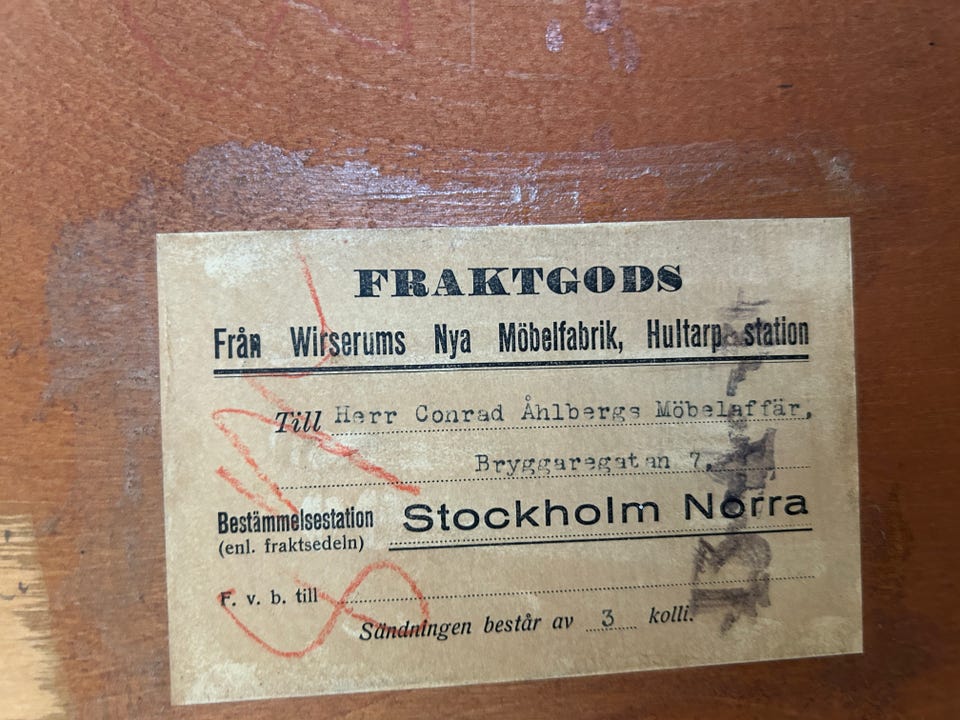 FRAKTGODS
Från Wirserums Nya Möbelfabrik, Hultarp station
Till Herr Conrad Åhlbergs Möbelaffär,
Bryggaregatan 7,
Bestämmelsestation Stockholm Norra
(enl. fraktsedeln)
F. v. b. till
Sändningen består av 3 kolli.